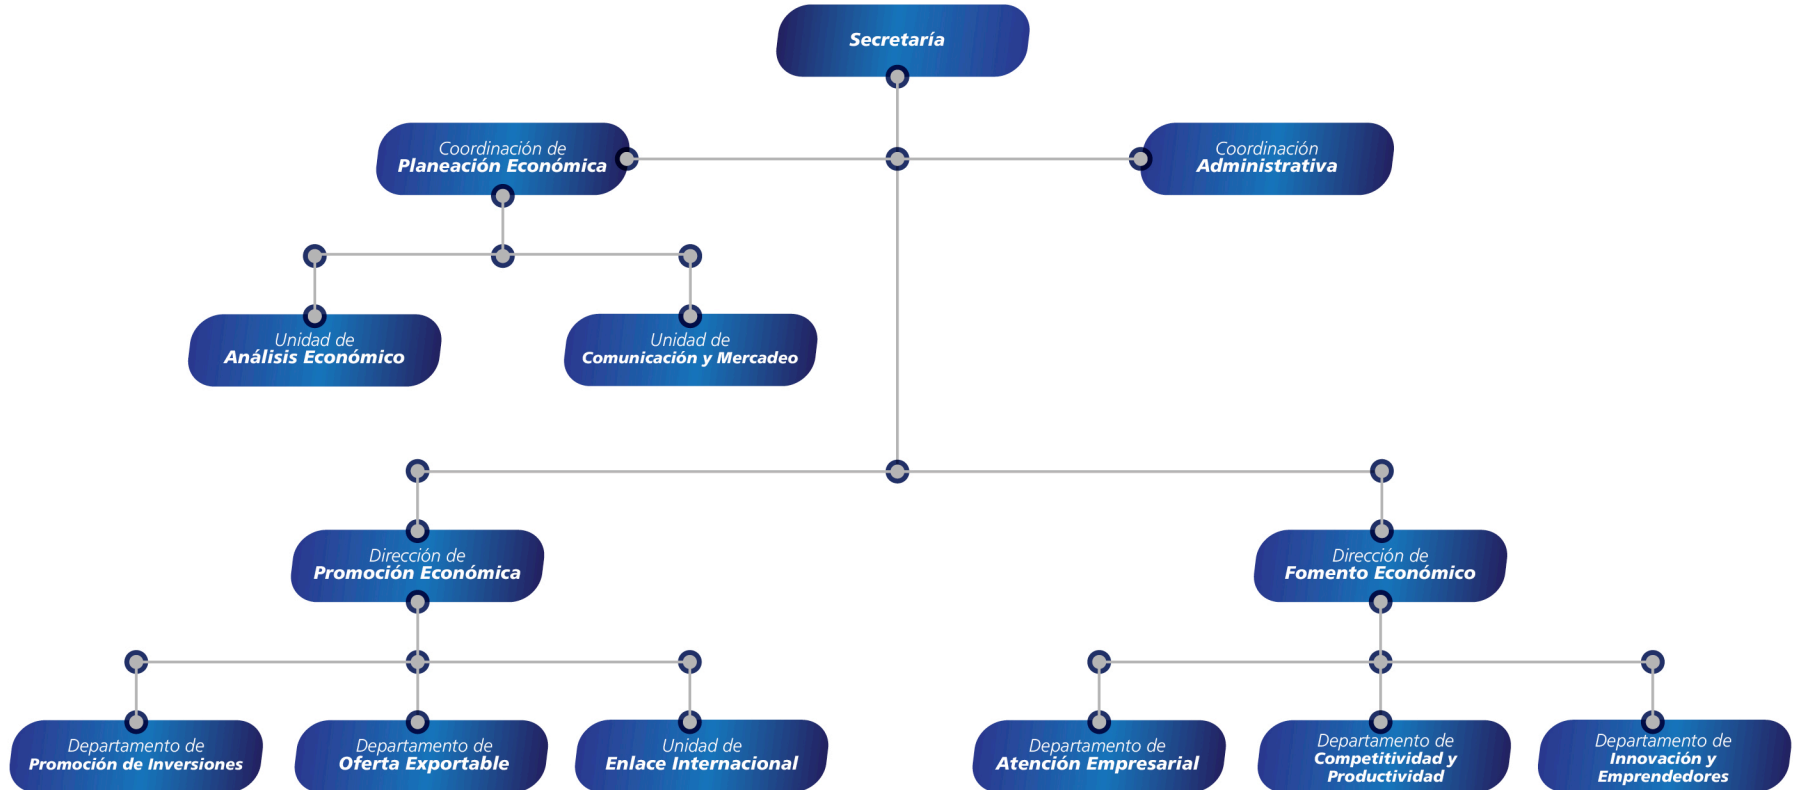 Secretaría
Coordinación de
Planeación Económica
Coordinación
Administrativa
Unidad de
Análisis Económico
Unidad de
Comunicación y Mercadeo
Dirección de
Promoción Económica
Dirección de
Fomento Económico
Departamento de
Promoción de Inversiones
Departamento de
Oferta Exportable
Unidad de
Enlace Internacional
Departamento de
Atención Empresarial
Departamento de
Competitividad y
Productividad
Departamento de
Innovación y
Emprendedores